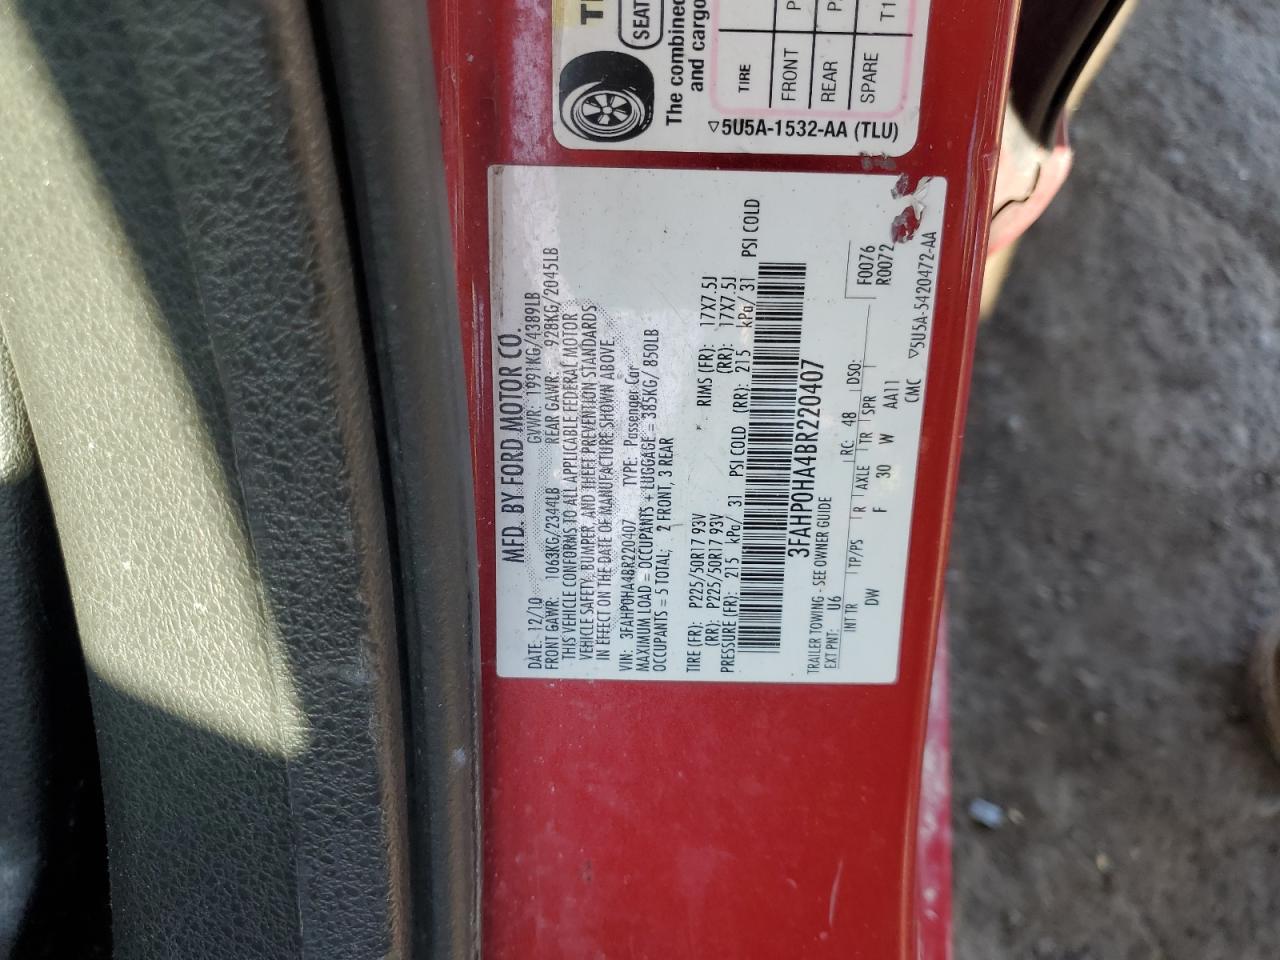 SEAT
The combined
and cargo
TIRE
FRONT P
REAR P
SPARE T1
▽5U5A-1532-AA (TLU)
MFD. BY FORD MOTOR CO.
DATE: 12/10 GVWR: 1991KG/4389LB
FRONT GAWR: 1063KG/2344LB REAR GAWR: 928KG/2045LB
THIS VEHICLE CONFORMS TO ALL APPLICABLE FEDERAL MOTOR
VEHICLE SAFETY, BUMPER, AND THEFT PREVENTION STANDARDS
IN EFFECT ON THE DATE OF MANUFACTURE SHOWN ABOVE
VIN: 3FAHP0HA4BR220407 TYPE: Passenger Car
MAXIMUM LOAD = OCCUPANTS + LUGGAGE = 385KG/ 850LB
OCCUPANTS = 5 TOTAL; 2 FRONT, 3 REAR
TIRE (FR): P225/50R17 93V RIMS (FR): 17X7.5J
(RR): P225/50R17 93V (RR): 17X7.5J
PRESSURE (FR): 215 kPa/ 31 PSI COLD (RR): 215 kPa/ 31 PSI COLD
3FAHP0HA4BR220407
TRAILER TOWING - SEE OWNER GUIDE F0076
EXT PNT: U6 RC: 48 DSO: R0072
INT TR TP/PS R AXLE TR SPR
DW F 30 W AA11
CMC ▽5U5A-5420472-AA